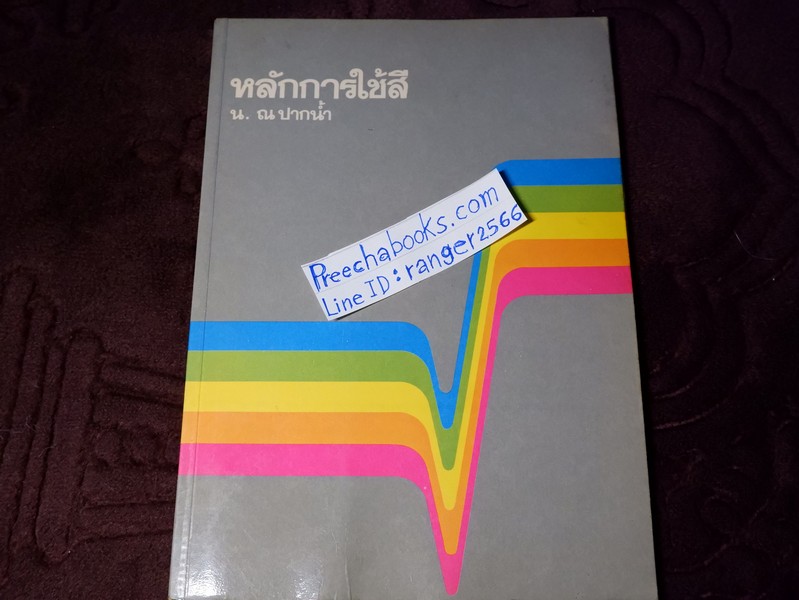 หลักการใช้สี
น. ณ ปากน้ำ
Preechabooks.com
Line ID : ranger2566